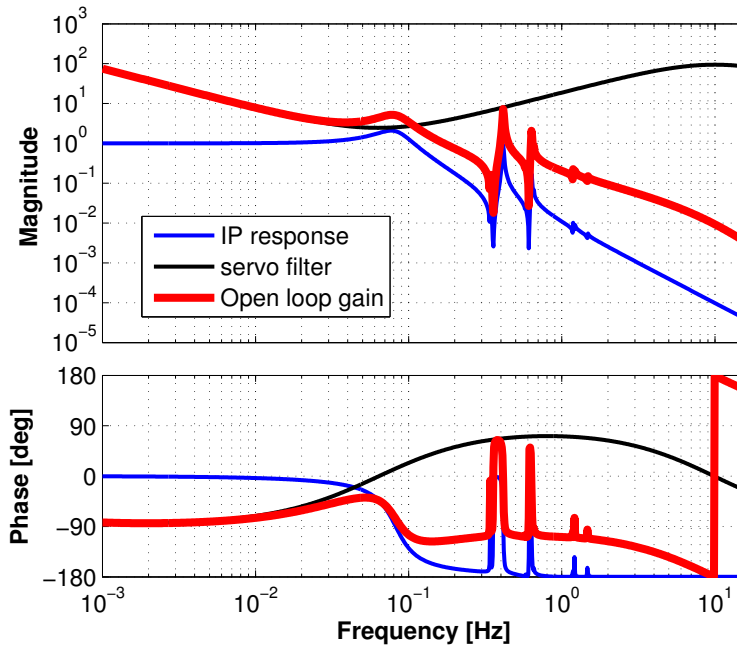 10^3
10^2
10^1
10^0
10^−1
10^−2
10^−3
10^−4
10^−5
Magnitude
IP response
servo filter
Open loop gain
180
90
0
−90
−180
Phase [deg]
10^−3 10^−2 10^−1 10^0 10^1
Frequency [Hz]